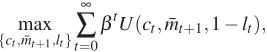 \max_{\{c_t, \bar{m}_{t+1}, l_t\}} \sum_{t=0}^{\infty} \beta^t U(c_t, \bar{m}_{t+1}, 1 - l_t),